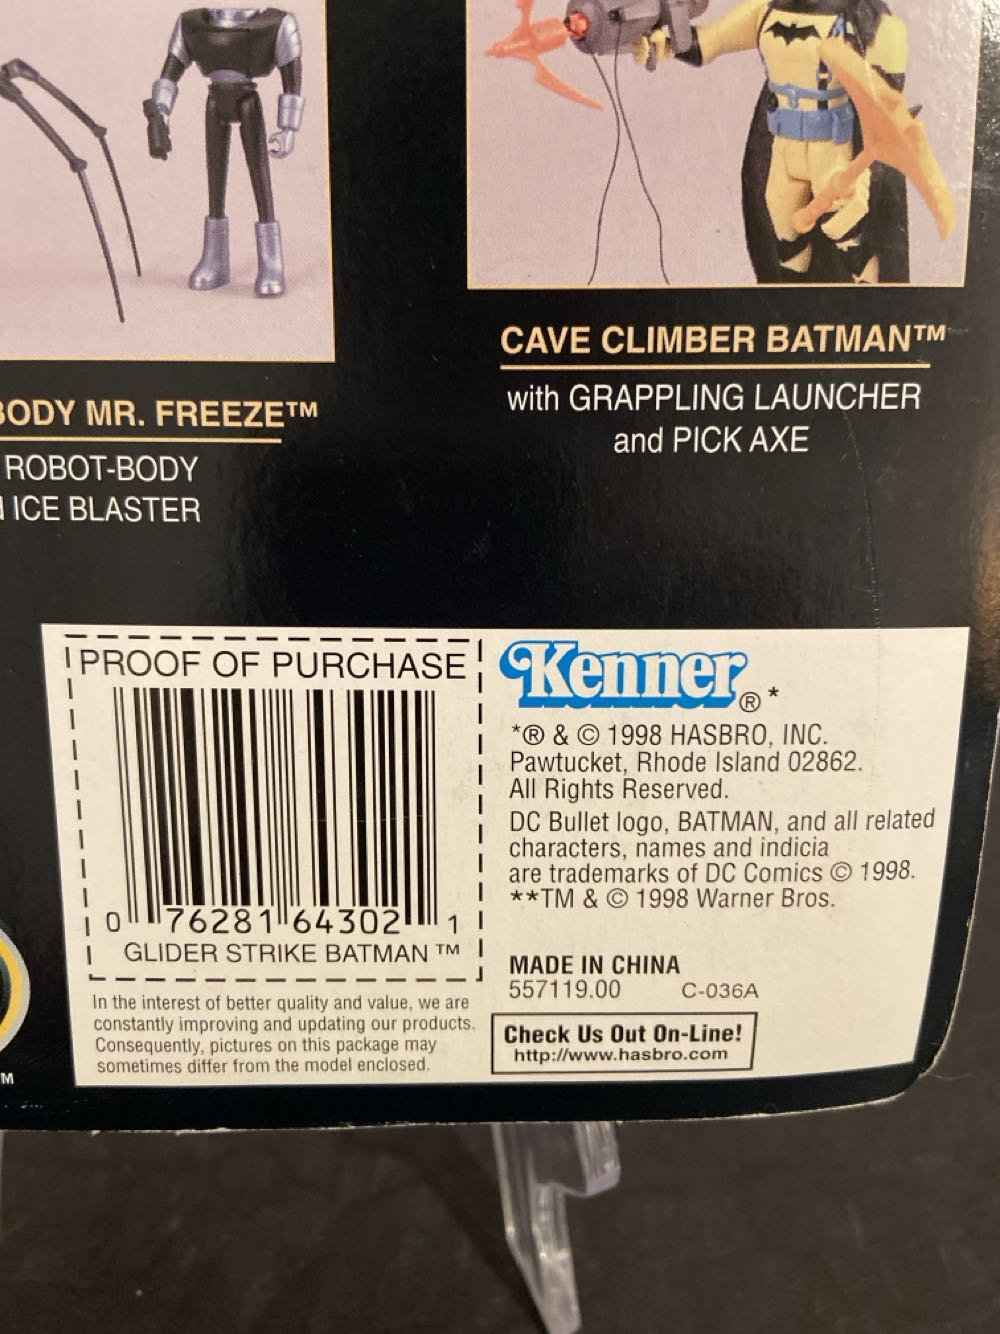 CAVE CLIMBER BATMAN™
with GRAPPLING LAUNCHER
and PICK AXE
BODY MR. FREEZE™
ROBOT-BODY
ICE BLASTER
PROOF OF PURCHASE
0 76281 64302 1
GLIDER STRIKE BATMAN ™
In the interest of better quality and value, we are
constantly improving and updating our products.
Consequently, pictures on this package may
sometimes differ from the model enclosed.
Kenner®*
*® & © 1998 HASBRO, INC.
Pawtucket, Rhode Island 02862.
All Rights Reserved.
DC Bullet logo, BATMAN, and all related
characters, names and indicia
are trademarks of DC Comics © 1998.
**TM & © 1998 Warner Bros.
MADE IN CHINA
557119.00 C-036A
Check Us Out On-Line!
http://www.hasbro.com